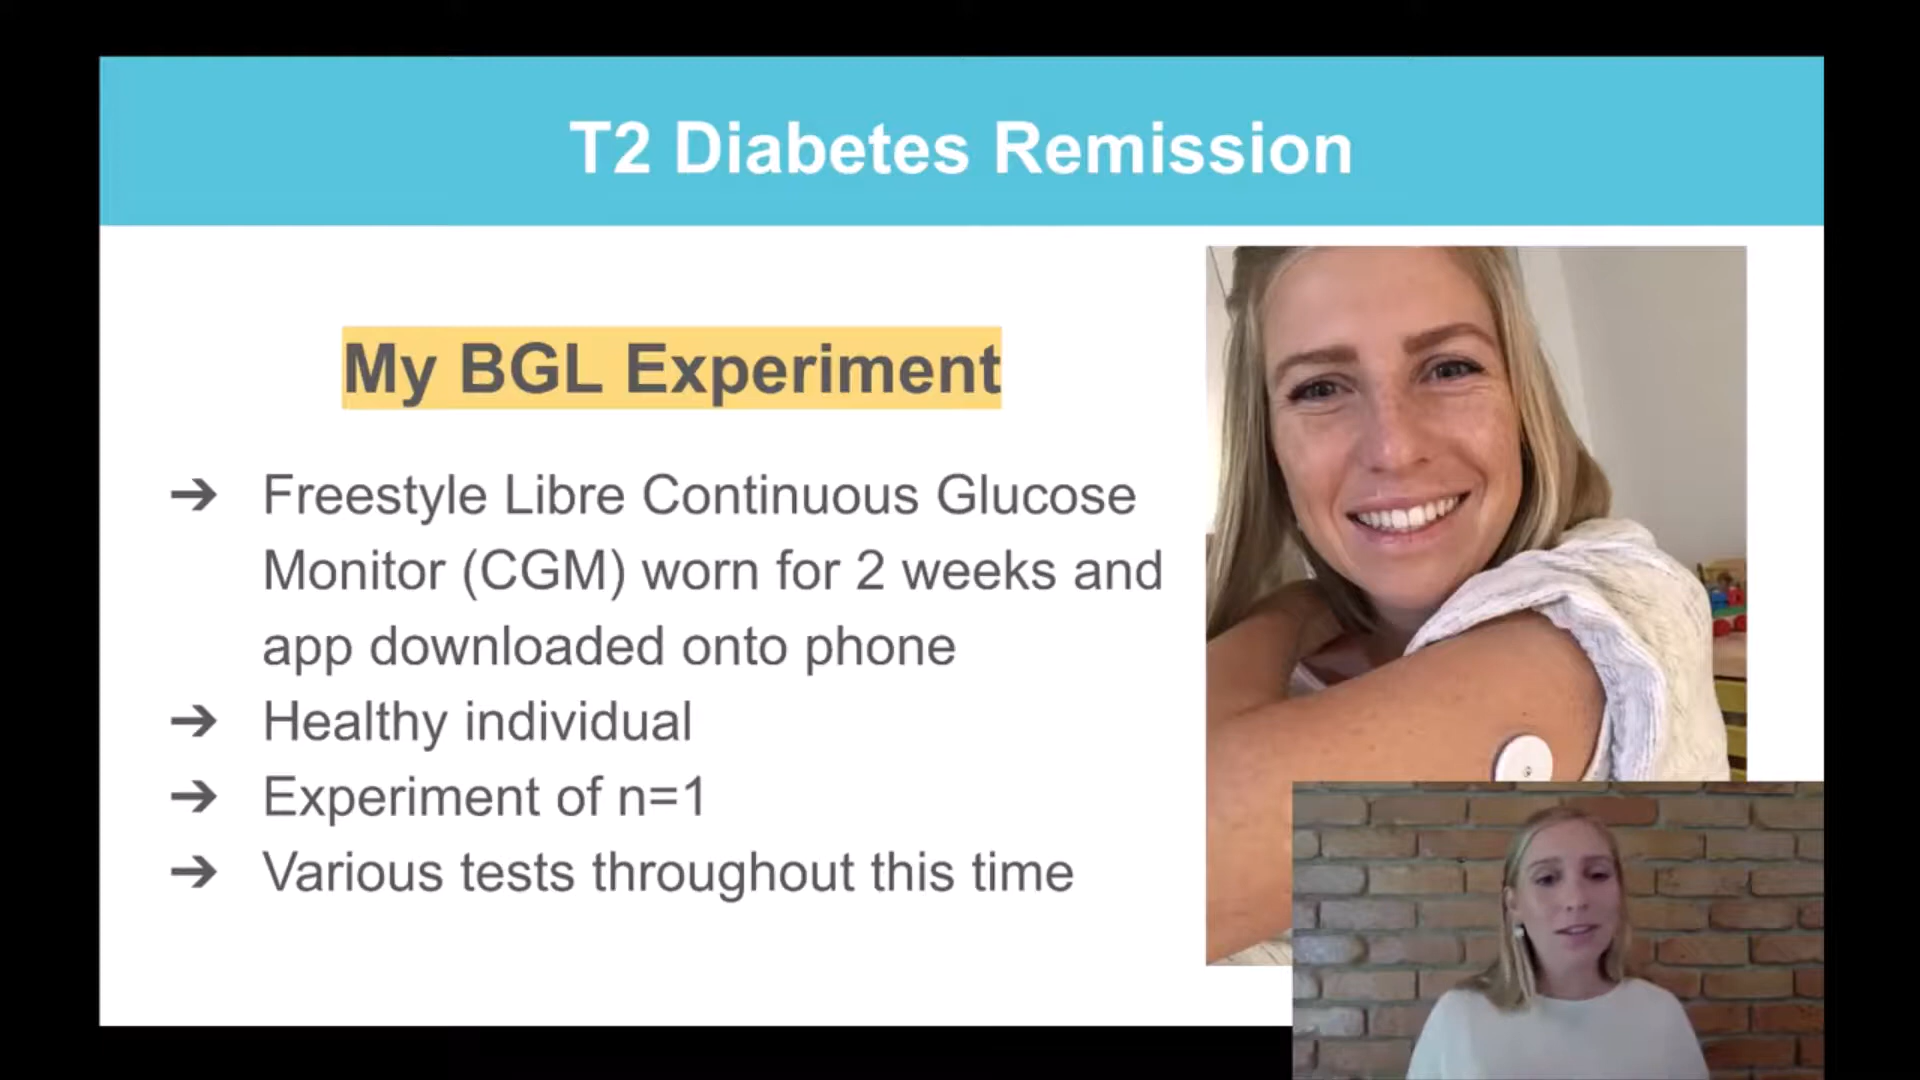 T2 Diabetes Remission
My BGL Experiment
➔ Freestyle Libre Continuous Glucose
Monitor (CGM) worn for 2 weeks and
app downloaded onto phone
➔ Healthy individual
➔ Experiment of n=1
➔ Various tests throughout this time